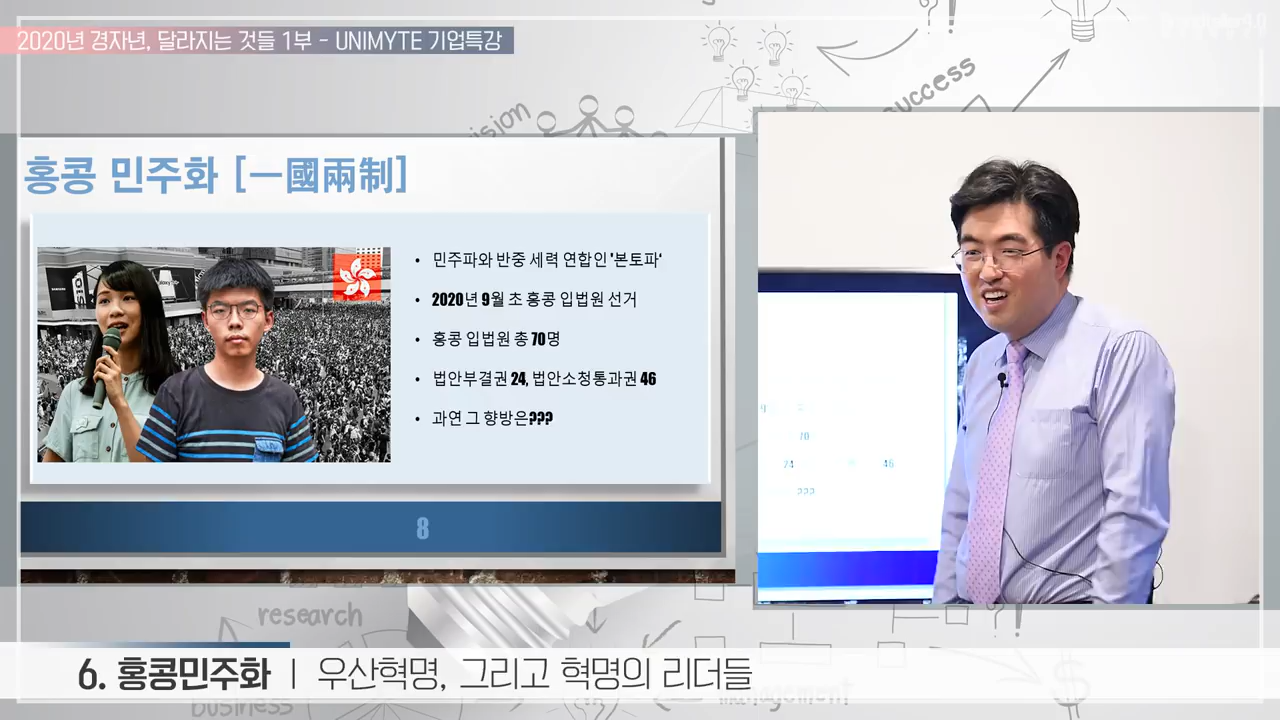 2020년 경자년, 달라지는 것들 1부 - UNIMYTE 기업특강
success
홍콩 민주화 [一國兩制]
• 민주파와 반중 세력 연합인 '본토파'
• 2020년 9월 초 홍콩 입법원 선거
• 홍콩 입법원 총 70명
• 법안부결권 24, 법안소청통과권 46
• 과연 그 향방은???
70
24 46
???
8
research
6. 홍콩민주화 | 우산혁명, 그리고 혁명의 리더들
business
management